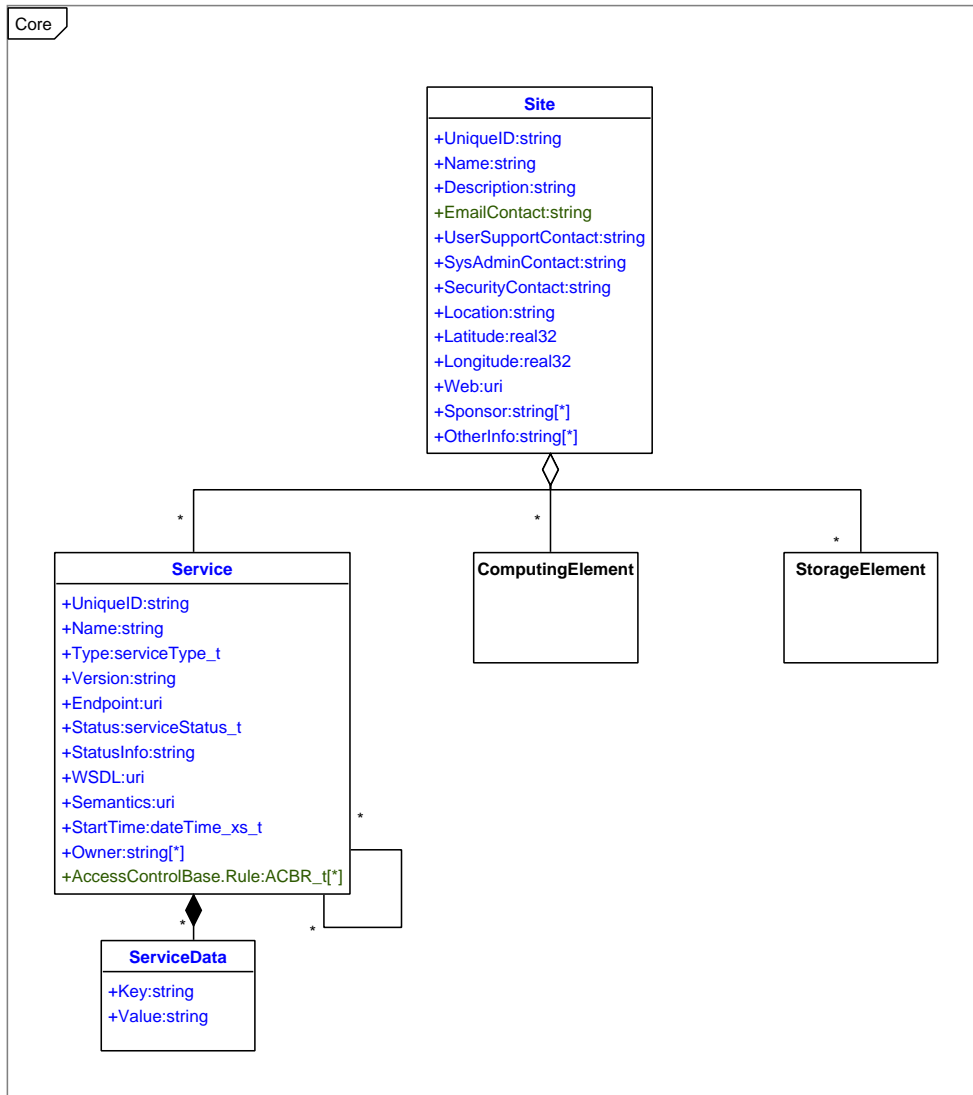 Core
Site
+UniqueID:string
+Name:string
+Description:string
+EmailContact:string
+UserSupportContact:string
+SysAdminContact:string
+SecurityContact:string
+Location:string
+Latitude:real32
+Longitude:real32
+Web:uri
+Sponsor:string[*]
+OtherInfo:string[*]
*
*
*
Service
+UniqueID:string
+Name:string
+Type:serviceType_t
+Version:string
+Endpoint:uri
+Status:serviceStatus_t
+StatusInfo:string
+WSDL:uri
+Semantics:uri
+StartTime:dateTime_xs_t
+Owner:string[*]
+AccessControlBase.Rule:ACBR_t[*]
ComputingElement
StorageElement
*
*
*
ServiceData
+Key:string
+Value:string